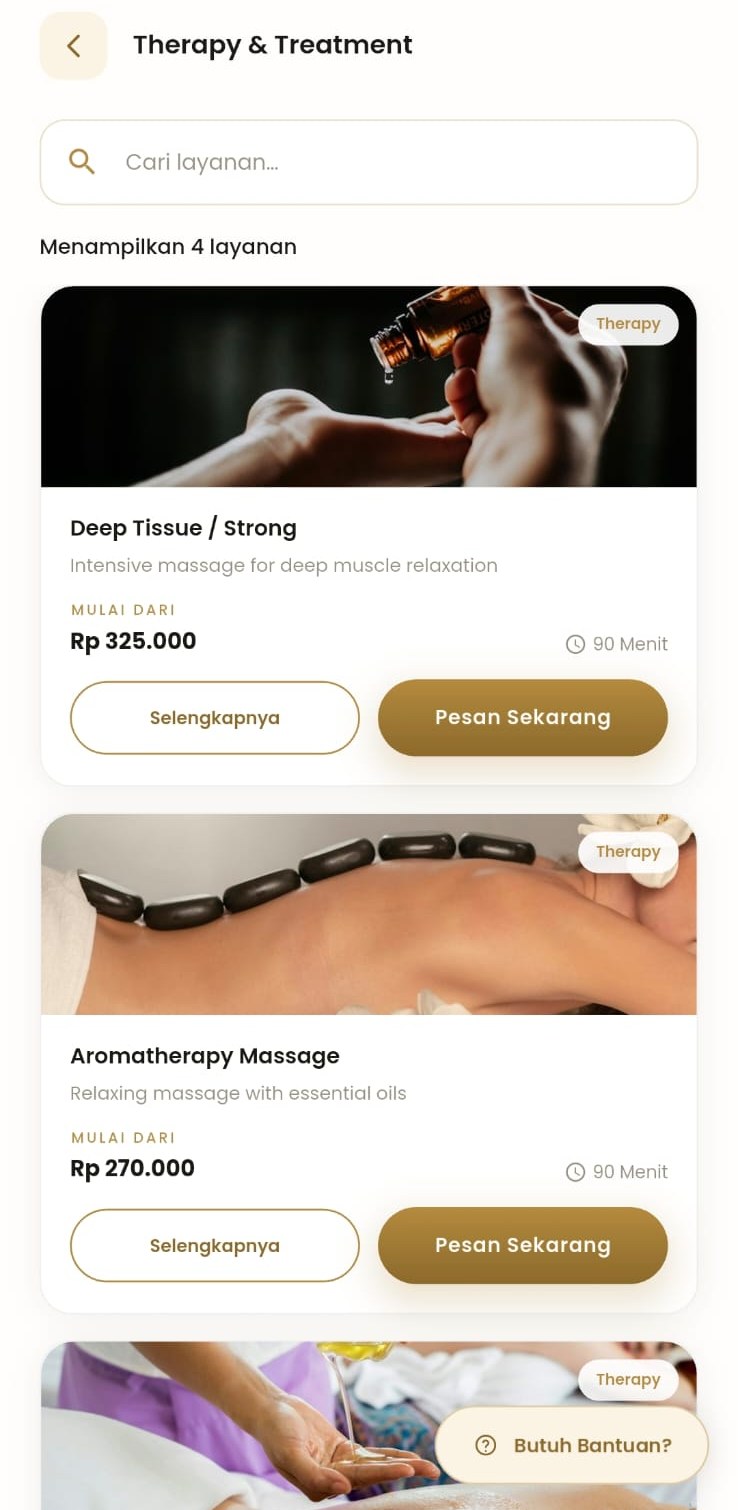 Therapy & Treatment
Cari layanan...
Menampilkan 4 layanan
Therapy
Deep Tissue / Strong
Intensive massage for deep muscle relaxation
MULAI DARI
Rp 325.000
90 Menit
Selengkapnya
Pesan Sekarang
Therapy
Aromatherapy Massage
Relaxing massage with essential oils
MULAI DARI
Rp 270.000
90 Menit
Selengkapnya
Pesan Sekarang
Therapy
Butuh Bantuan?